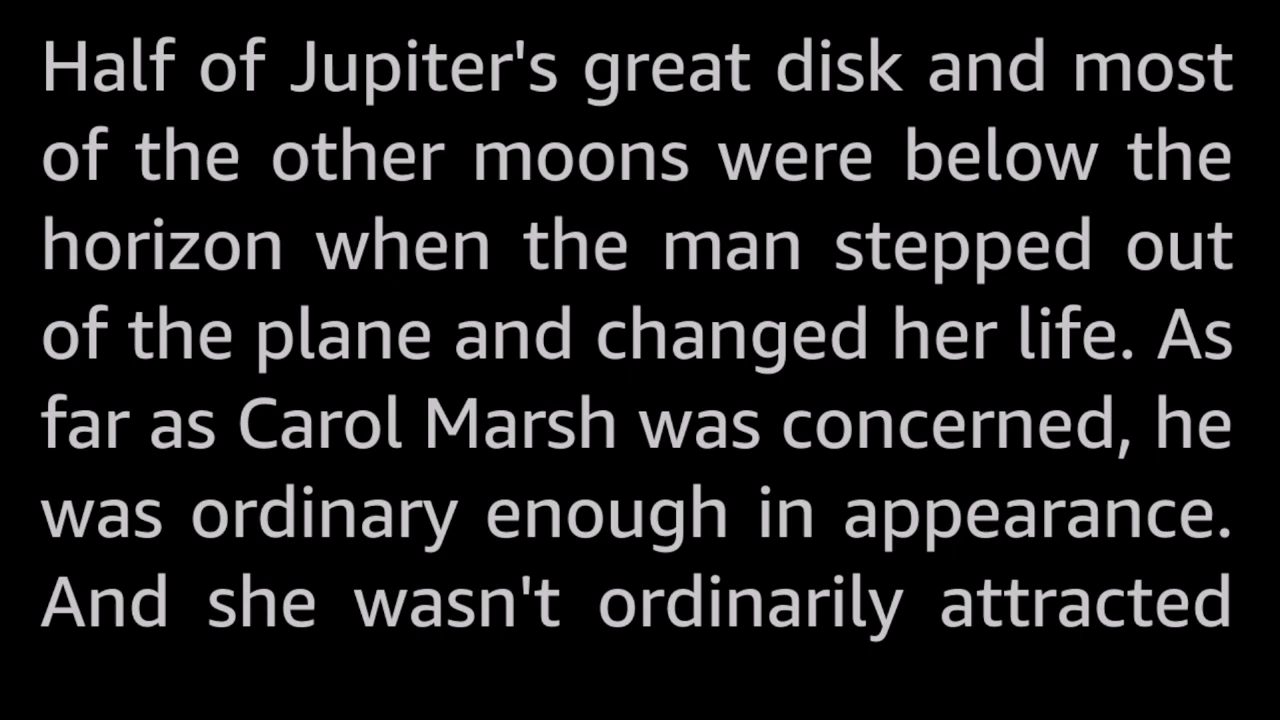 Half of Jupiter's great disk and most
of the other moons were below the
horizon when the man stepped out
of the plane and changed her life. As
far as Carol Marsh was concerned, he
was ordinary enough in appearance.
And she wasn't ordinarily attracted